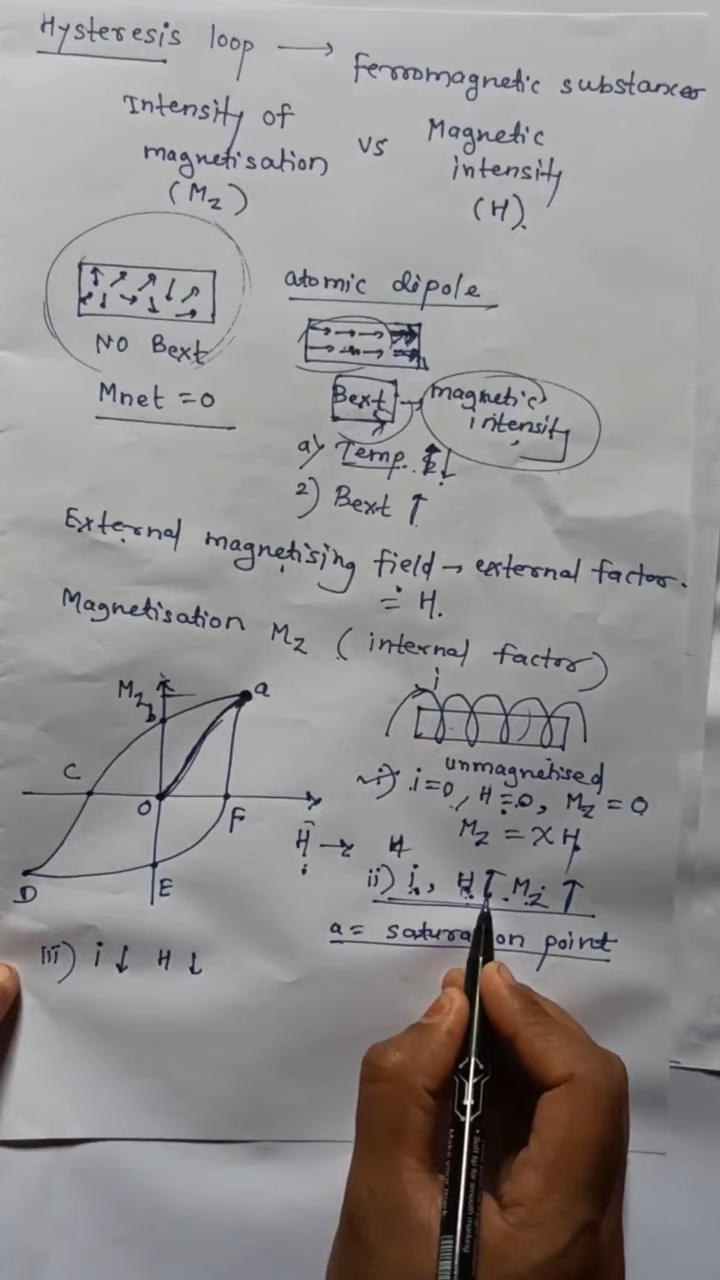 Hysteresis loop → Ferromagnetic substances
Intensity of magnetisation (Mz) vs Magnetic intensity (H).
NO Bext
Mnet = 0
atomic dipole
Bext → magnetic intensity
a) Temp. ↓
2) Bext ↑
External magnetising field → external factor.
= H.
Magnetisation Mz (internal factor)
Mz
b
a
C
O
F
D
E
H → x H
i
unmagnetised
i) i=0, H=0, Mz=0
Mz = χH
ii) i, H↑ Mz ↑
a = saturation point
iii) i ↓ H ↓